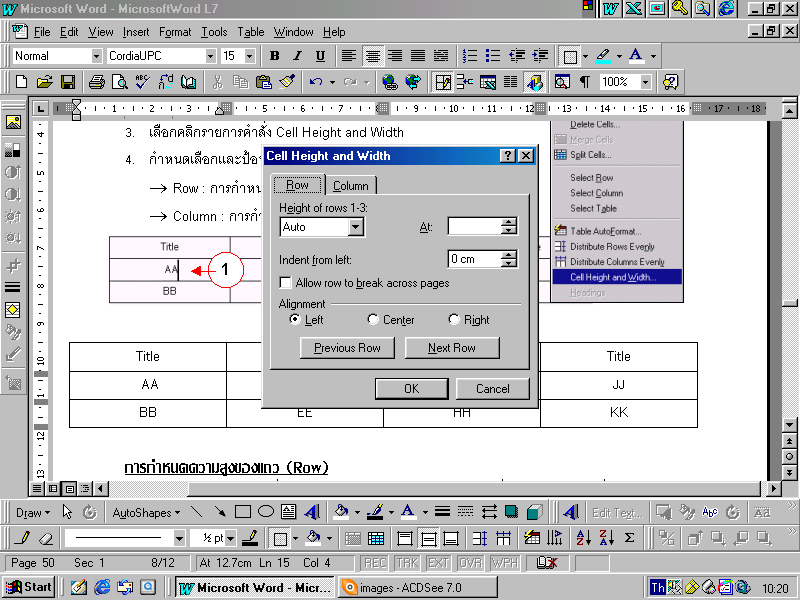 Microsoft Word - MicrosoftWord L7
File Edit View Insert Format Tools Table Window Help
Normal CordiaUPC 15 B I U
100%
3. เลือกคลิกรายการคำสั่ง Cell Height and Width
4. กำหนดเลือกและป้อ
→ Row : การกำหน
→ Column : การกำ
Title
AA
1
BB
Delete Cells...
Merge Cells
Split Cells...
Select Row
Select Column
Select Table
Table AutoFormat...
Distribute Rows Evenly
Distribute Columns Evenly
Cell Height and Width...
Headings
Cell Height and Width
Row Column
Height of rows 1-3:
Auto At:
Indent from left: 0 cm
Allow row to break across pages
Alignment
Left Center Right
Previous Row Next Row
OK Cancel
Title Title
AA JJ
BB EE HH KK
การกำหนดความสูงของแถว (Row)
Draw AutoShapes Edit Text... Abc Aa
½ pt
Page 50 Sec 1 8/12 At 12.7cm Ln 15 Col 4 REC TRK EXT OVR WPH
Start Microsoft Word - Micr... images - ACDSee 7.0 Th 10:20